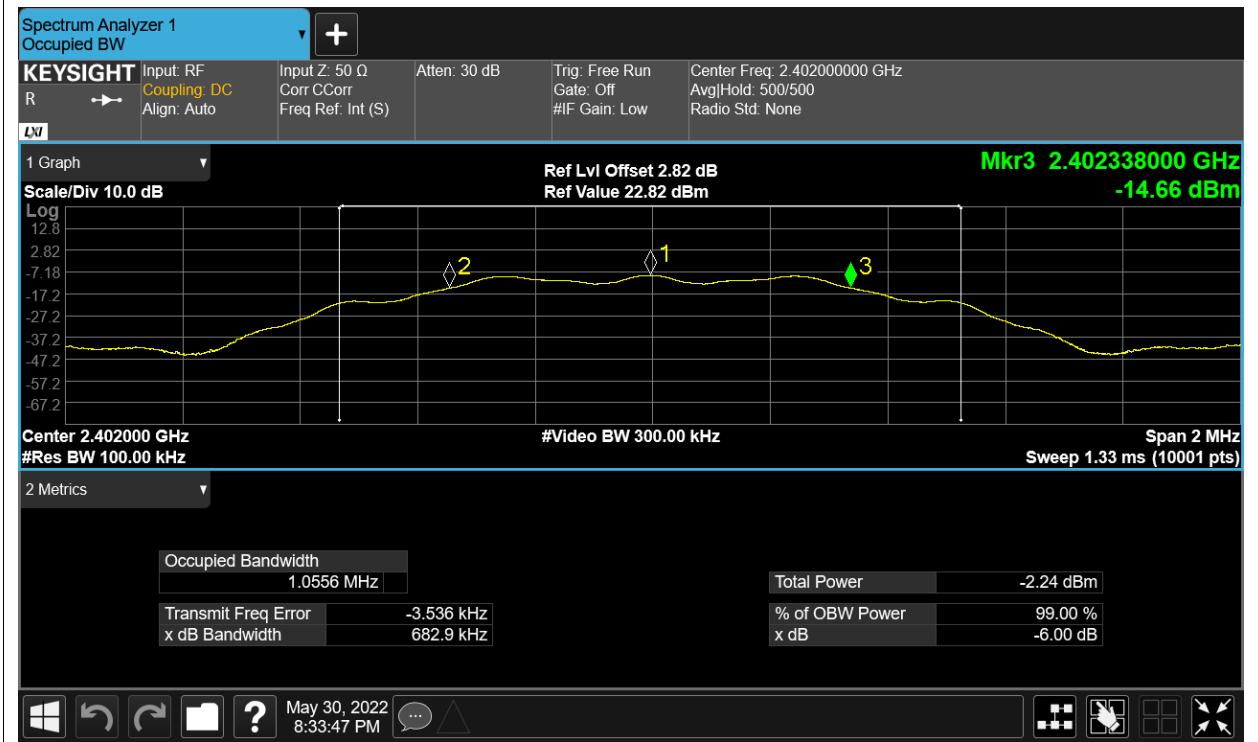 Spectrum Analyzer 1
Occupied BW
KEYSIGHT
R
LXI
Input: RF
Coupling: DC
Align: Auto
Input Z: 50 Ω
Corr CCorr
Freq Ref: Int (S)
Atten: 30 dB
Trig: Free Run
Gate: Off
#IF Gain: Low
Center Freq: 2.402000000 GHz
Avg|Hold: 500/500
Radio Std: None
1 Graph
Scale/Div 10.0 dB
Ref Lvl Offset 2.82 dB
Ref Value 22.82 dBm
Mkr3 2.402338000 GHz
-14.66 dBm
Log
12.8
2.82
-7.18
-17.2
-27.2
-37.2
-47.2
-57.2
-67.2
2
1
3
Center 2.402000 GHz
#Video BW 300.00 kHz
Span 2 MHz
#Res BW 100.00 kHz
Sweep 1.33 ms (10001 pts)
2 Metrics
Occupied Bandwidth
1.0556 MHz
Transmit Freq Error -3.536 kHz
x dB Bandwidth 682.9 kHz
Total Power -2.24 dBm
% of OBW Power 99.00 %
x dB -6.00 dB
?
May 30, 2022
8:33:47 PM